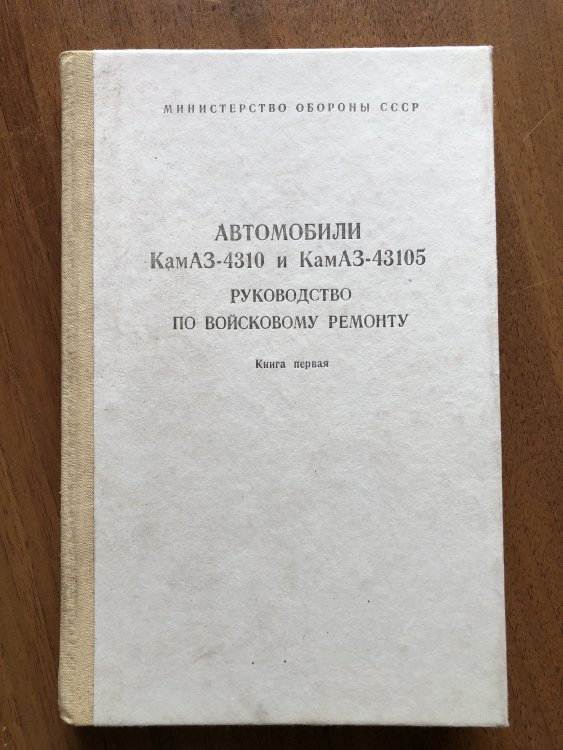 МИНИСТЕРСТВО ОБОРОНЫ СССР
АВТОМОБИЛИ
КамАЗ-4310 и КамАЗ-43105
РУКОВОДСТВО
ПО ВОЙСКОВОМУ РЕМОНТУ
Книга первая